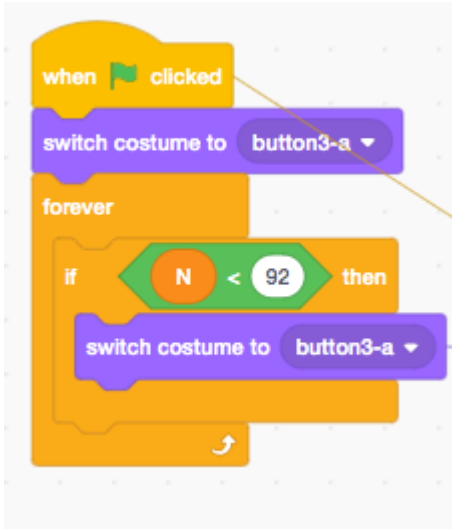 when clicked
switch costume to button3-a
forever
if N < 92 then
switch costume to button3-a